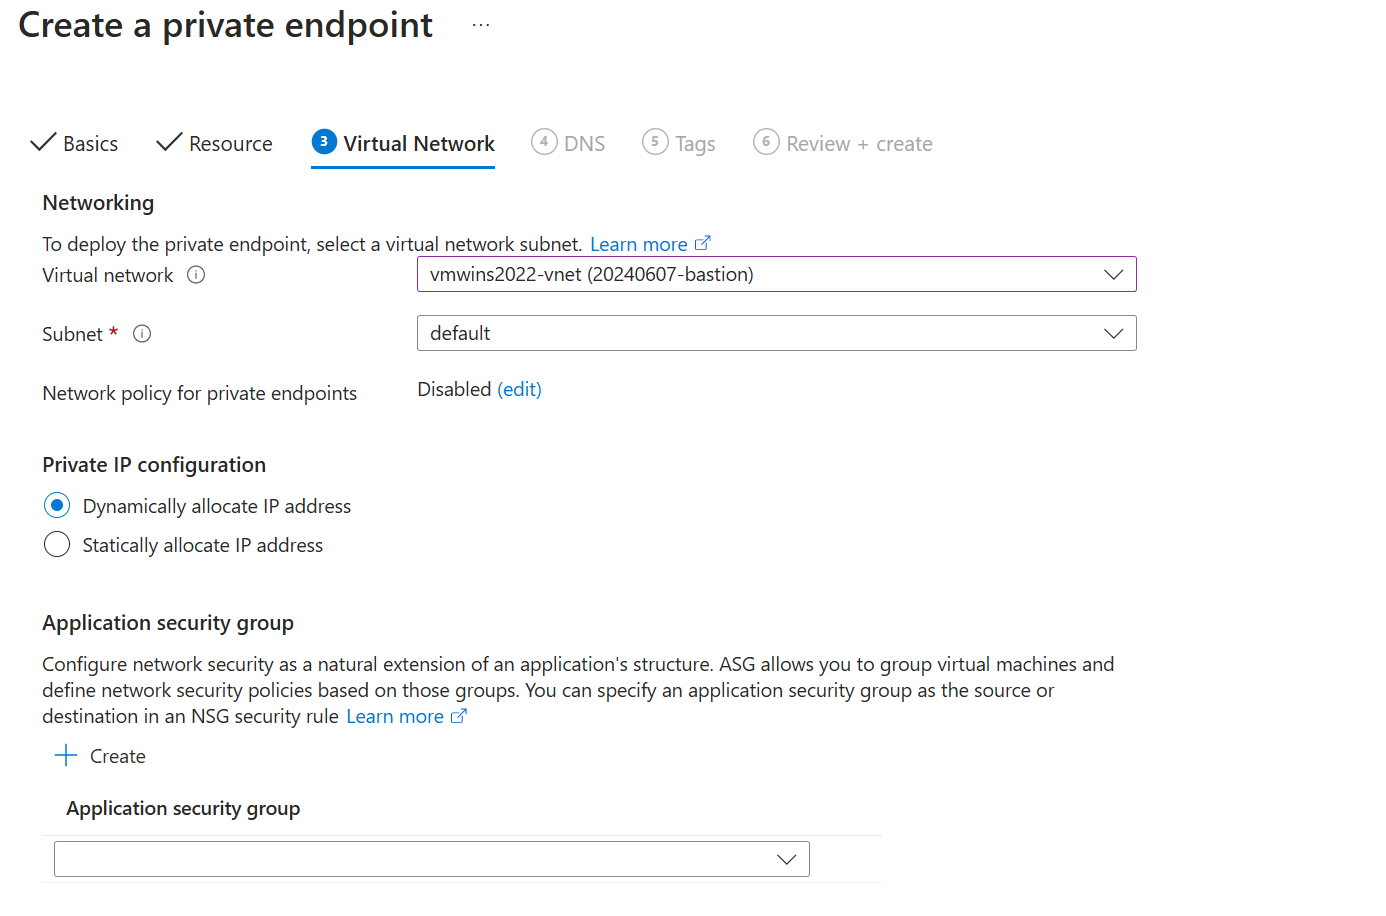 Create a private endpoint ...
Basics Resource 3 Virtual Network 4 DNS 5 Tags 6 Review + create
Networking
To deploy the private endpoint, select a virtual network subnet. Learn more
Virtual network vmwins2022-vnet (20240607-bastion)
Subnet * default
Network policy for private endpoints Disabled (edit)
Private IP configuration
Dynamically allocate IP address
Statically allocate IP address
Application security group
Configure network security as a natural extension of an application's structure. ASG allows you to group virtual machines and
define network security policies based on those groups. You can specify an application security group as the source or
destination in an NSG security rule Learn more
+ Create
Application security group